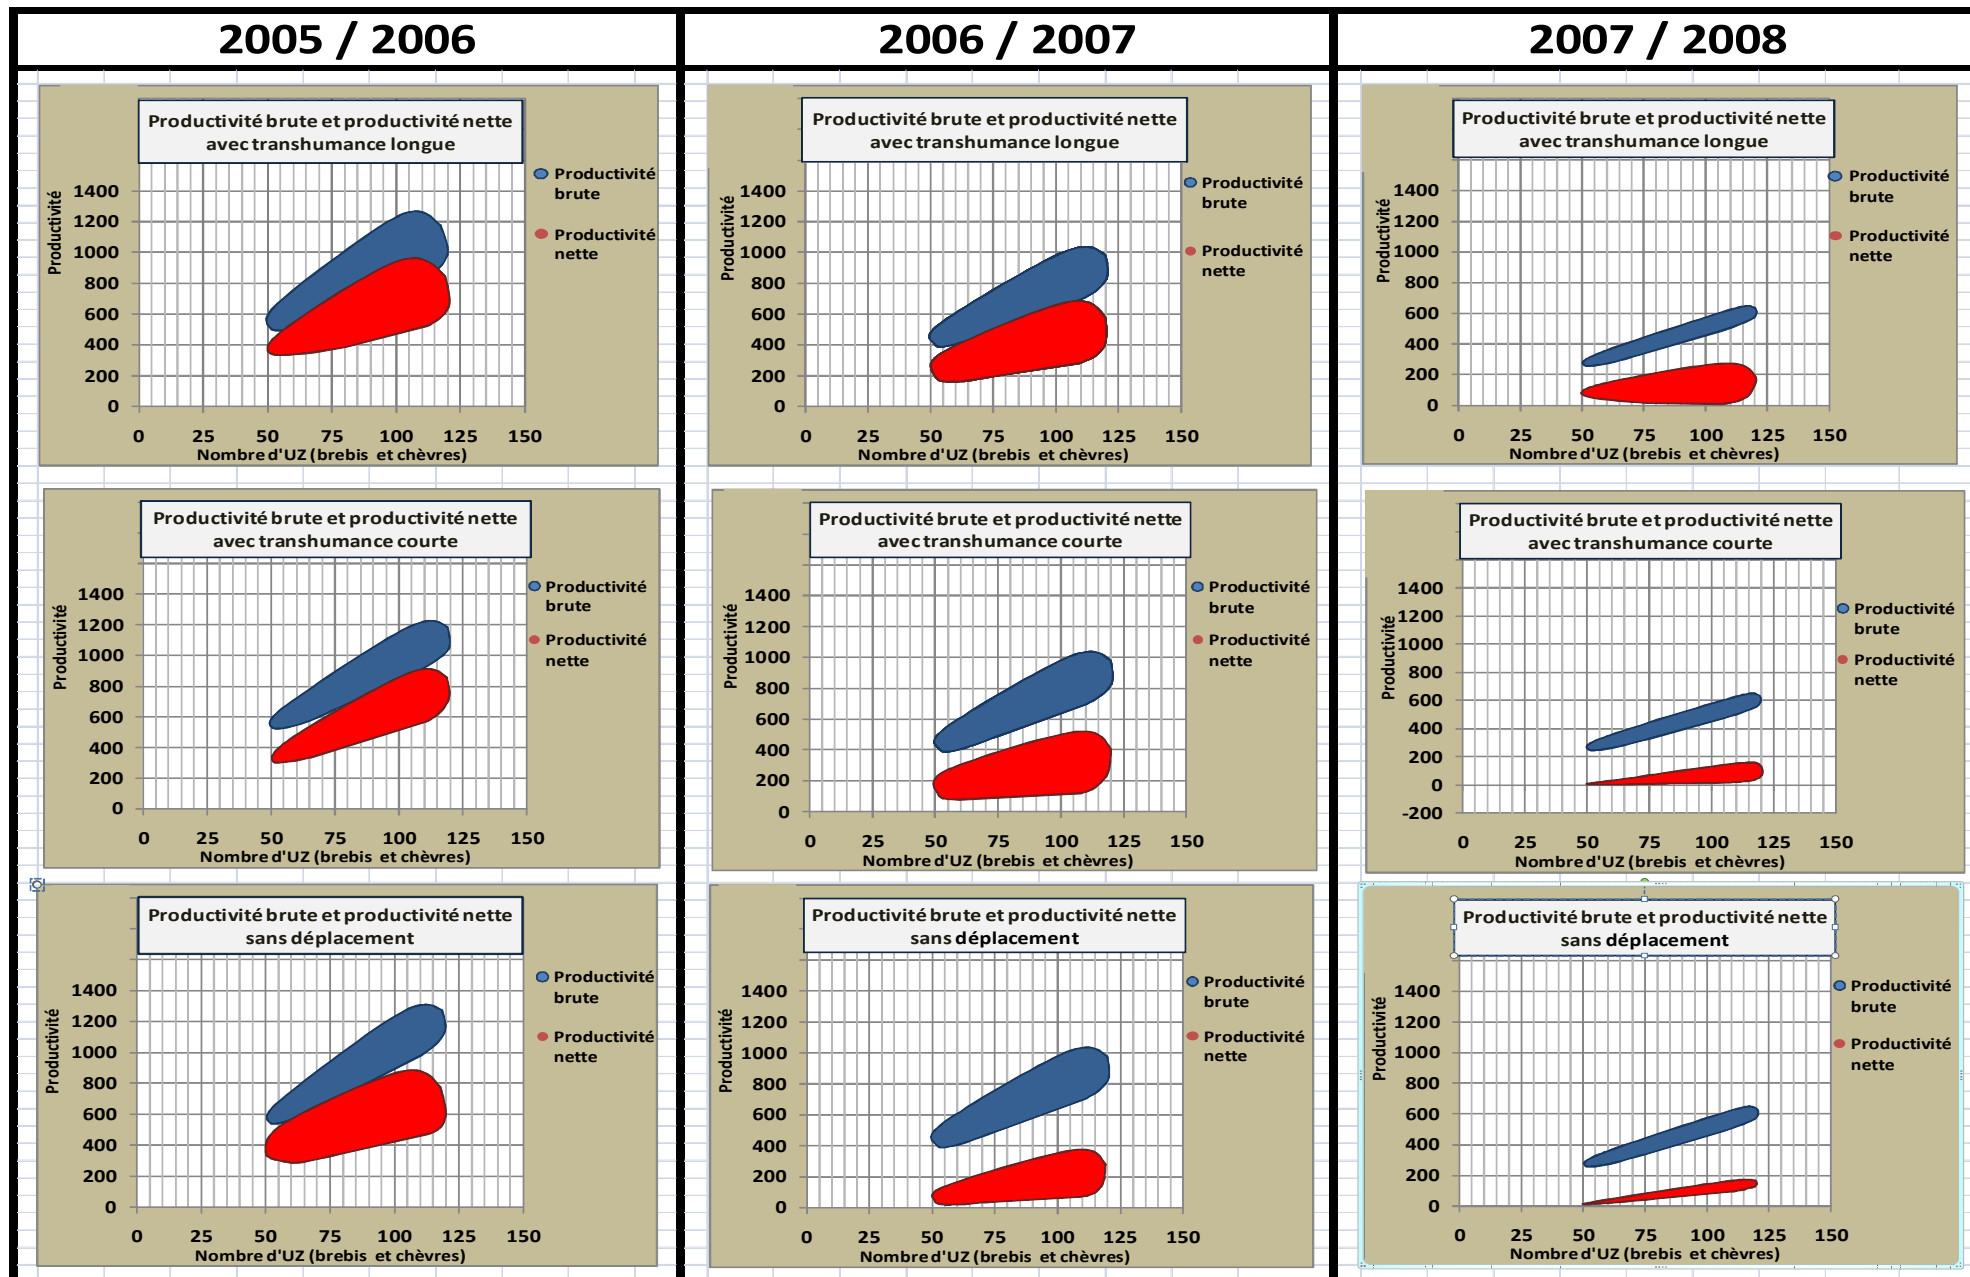 2005 / 2006
2006 / 2007
2007 / 2008
Productivité brute et productivité nette
avec transhumance longue
Productivité
brute
Productivité
nette
Productivité
1400
1200
1000
800
600
400
200
0
0 25 50 75 100 125 150
Nombre d'UZ (brebis et chèvres)
Productivité brute et productivité nette
avec transhumance longue
Productivité
brute
Productivité
nette
Productivité
1400
1200
1000
800
600
400
200
0
0 25 50 75 100 125 150
Nombre d'UZ (brebis et chèvres)
Productivité brute et productivité nette
avec transhumance longue
Productivité
brute
Productivité
nette
Productivité
1400
1200
1000
800
600
400
200
0
0 25 50 75 100 125 150
Nombre d'UZ (brebis et chèvres)
Productivité brute et productivité nette
avec transhumance courte
Productivité
brute
Productivité
nette
Productivité
1400
1200
1000
800
600
400
200
0
0 25 50 75 100 125 150
Nombre d'UZ (brebis et chèvres)
Productivité brute et productivité nette
avec transhumance courte
Productivité
brute
Productivité
nette
Productivité
1400
1200
1000
800
600
400
200
0
0 25 50 75 100 125 150
Nombre d'UZ (brebis et chèvres)
Productivité brute et productivité nette
avec transhumance courte
Productivité
brute
Productivité
nette
Productivité
1400
1200
1000
800
600
400
200
0
-200
0 25 50 75 100 125 150
Nombre d'UZ (brebis et chèvres)
Productivité brute et productivité nette
sans déplacement
Productivité
brute
Productivité
nette
Productivité
1400
1200
1000
800
600
400
200
0
0 25 50 75 100 125 150
Nombre d'UZ (brebis et chèvres)
Productivité brute et productivité nette
sans déplacement
Productivité
brute
Productivité
nette
Productivité
1400
1200
1000
800
600
400
200
0
0 25 50 75 100 125 150
Nombre d'UZ (brebis et chèvres)
Productivité brute et productivité nette
sans déplacement
Productivité
brute
Productivité
nette
Productivité
1400
1200
1000
800
600
400
200
0
0 25 50 75 100 125 150
Nombre d'UZ (brebis et chèvres)